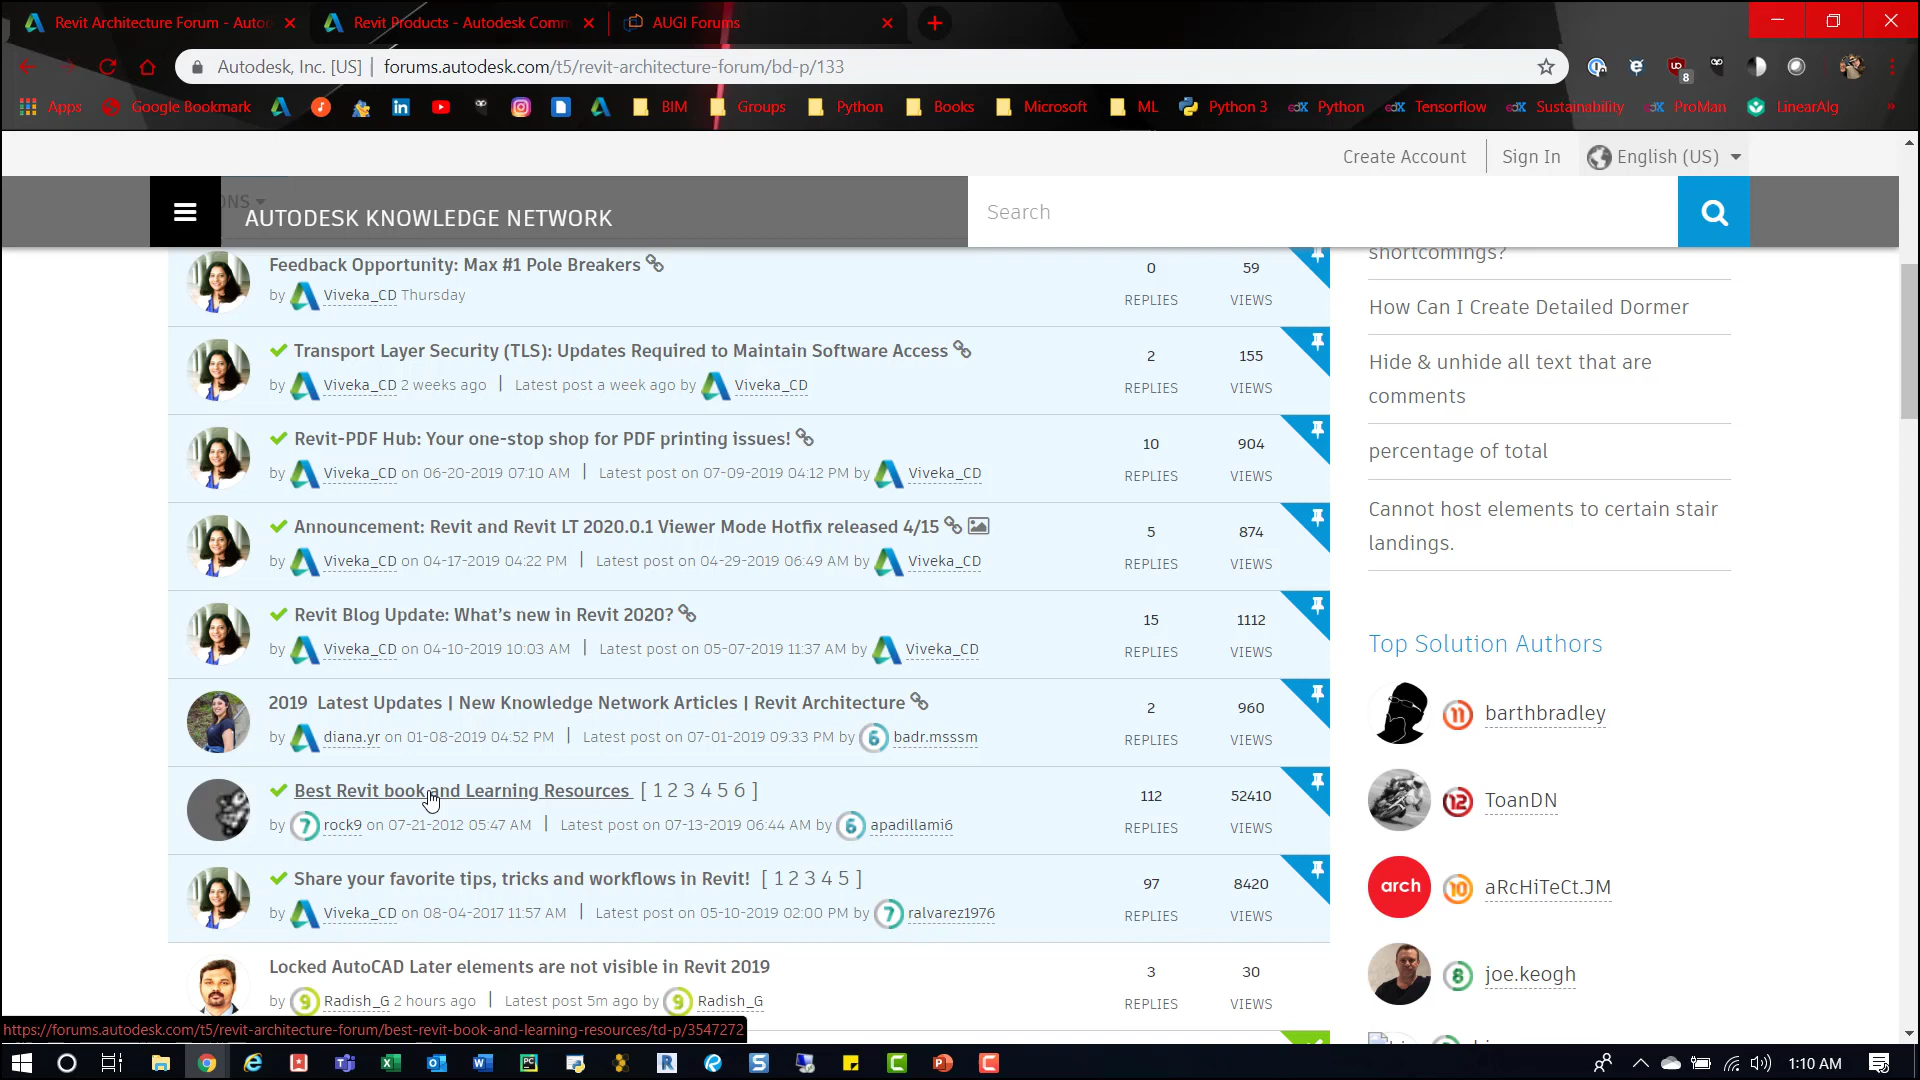 Revit Architecture Forum - Autod
Revit Products - Autodesk Comm
AUGI Forums
Autodesk, Inc. [US] | forums.autodesk.com/t5/revit-architecture-forum/bd-p/133
8
Apps Google Bookmark BIM Groups Python Books Microsoft ML Python 3 Python Tensorflow Sustainability ProMan LinearAlg »
Create Account Sign In English (US)
AUTODESK KNOWLEDGE NETWORK
Search
Feedback Opportunity: Max #1 Pole Breakers 0 59
by Viveka_CD Thursday REPLIES VIEWS
Transport Layer Security (TLS): Updates Required to Maintain Software Access 2 155
by Viveka_CD 2 weeks ago | Latest post a week ago by Viveka_CD REPLIES VIEWS
Revit-PDF Hub: Your one-stop shop for PDF printing issues! 10 904
by Viveka_CD on 06-20-2019 07:10 AM | Latest post on 07-09-2019 04:12 PM by Viveka_CD REPLIES VIEWS
Announcement: Revit and Revit LT 2020.0.1 Viewer Mode Hotfix released 4/15 5 874
by Viveka_CD on 04-17-2019 04:22 PM | Latest post on 04-29-2019 06:49 AM by Viveka_CD REPLIES VIEWS
Revit Blog Update: What's new in Revit 2020? 15 1112
by Viveka_CD on 04-10-2019 10:03 AM | Latest post on 05-07-2019 11:37 AM by Viveka_CD REPLIES VIEWS
2019 Latest Updates | New Knowledge Network Articles | Revit Architecture 2 960
by diana.yr on 01-08-2019 04:52 PM | Latest post on 07-01-2019 09:33 PM by 6 badr.msssm REPLIES VIEWS
Best Revit book and Learning Resources [ 1 2 3 4 5 6 ] 112 52410
by 7 rock9 on 07-21-2012 05:47 AM | Latest post on 07-13-2019 06:44 AM by 6 apadillami6 REPLIES VIEWS
Share your favorite tips, tricks and workflows in Revit! [ 1 2 3 4 5 ] 97 8420
by Viveka_CD on 08-04-2017 11:57 AM | Latest post on 05-10-2019 02:00 PM by 7 ralvarez1976 REPLIES VIEWS
Locked AutoCAD Later elements are not visible in Revit 2019 3 30
by 9 Radish_G 2 hours ago | Latest post 5m ago by 9 Radish_G REPLIES VIEWS
shortcomings?
How Can I Create Detailed Dormer
Hide & unhide all text that are
comments
percentage of total
Cannot host elements to certain stair
landings.
Top Solution Authors
11 barthbradley
12 ToanDN
arch 10 aRcHiTeCt.JM
8 joe.keogh
https://forums.autodesk.com/t5/revit-architecture-forum/best-revit-book-and-learning-resources/td-p/3547272
1:10 AM